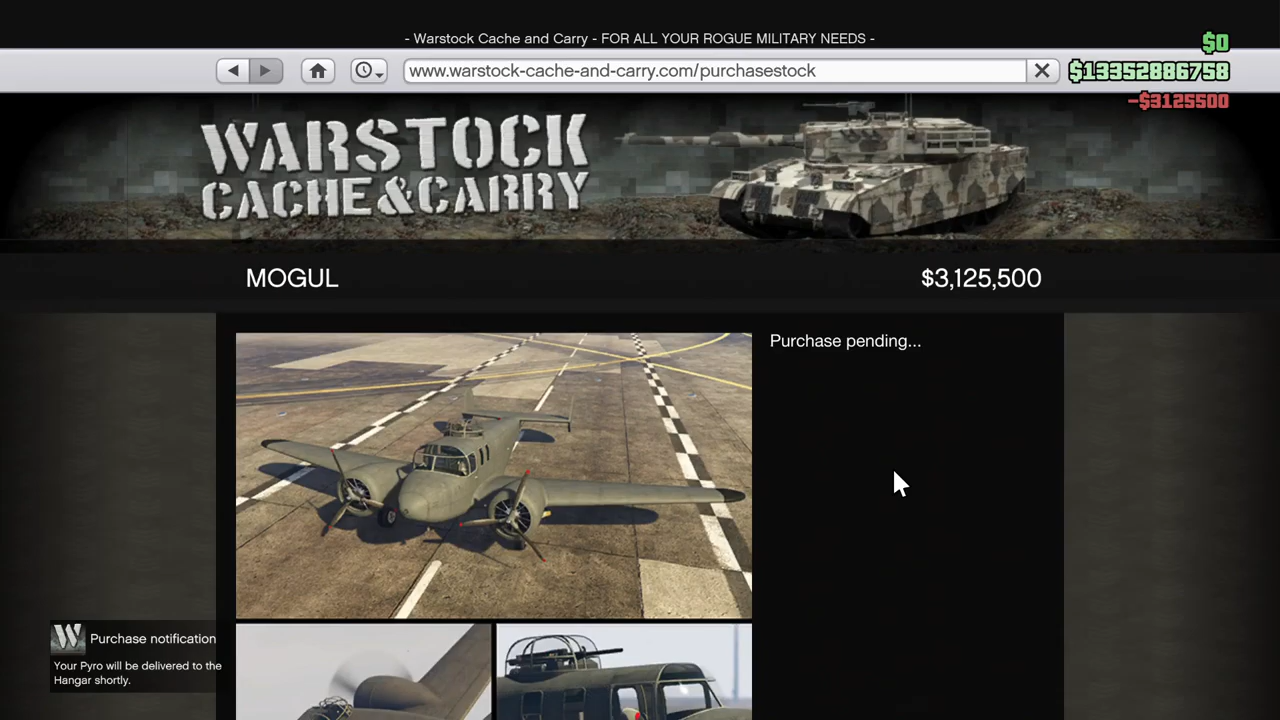 - Warstock Cache and Carry - FOR ALL YOUR ROGUE MILITARY NEEDS -
$0
www.warstock-cache-and-carry.com/purchasestock
$13352886758
-$3125500
WARSTOCK
CACHE&CARRY
MOGUL
$3,125,500
Purchase pending...
W
Purchase notification
Your Pyro will be delivered to the
Hangar shortly.